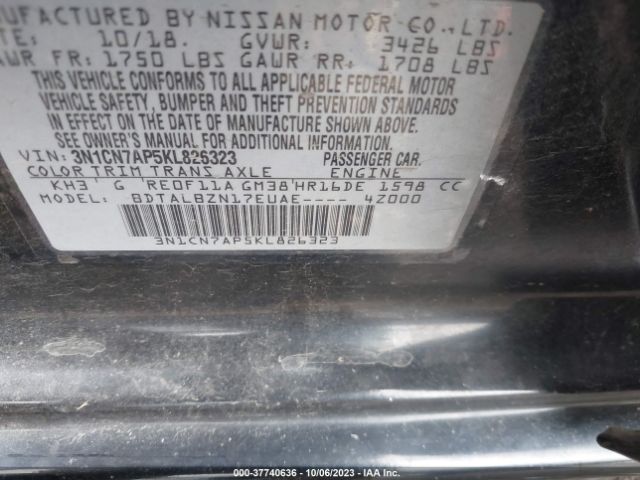 MANUFACTURED BY NISSAN MOTOR CO.,LTD.
DATE: 10/18. GVWR: 3426 LBS
GAWR FR: 1750 LBS GAWR RR: 1708 LBS
THIS VEHICLE CONFORMS TO ALL APPLICABLE FEDERAL MOTOR
VEHICLE SAFETY, BUMPER AND THEFT PREVENTION STANDARDS
IN EFFECT ON THE DATE OF MANUFACTURE SHOWN ABOVE.
SEE OWNER'S MANUAL FOR ADDITIONAL INFORMATION.
VIN: 3N1CN7AP5KL826323 PASSENGER CAR.
COLOR TRIM TRANS AXLE ENGINE
KH3 G RE0F11A GM38 HR16DE 1598 CC
MODEL: BDTALBZN17EUAE---- 4Z000
3N1CN7AP5KL826323
000-37740636 | 10/06/2023 | IAA Inc.